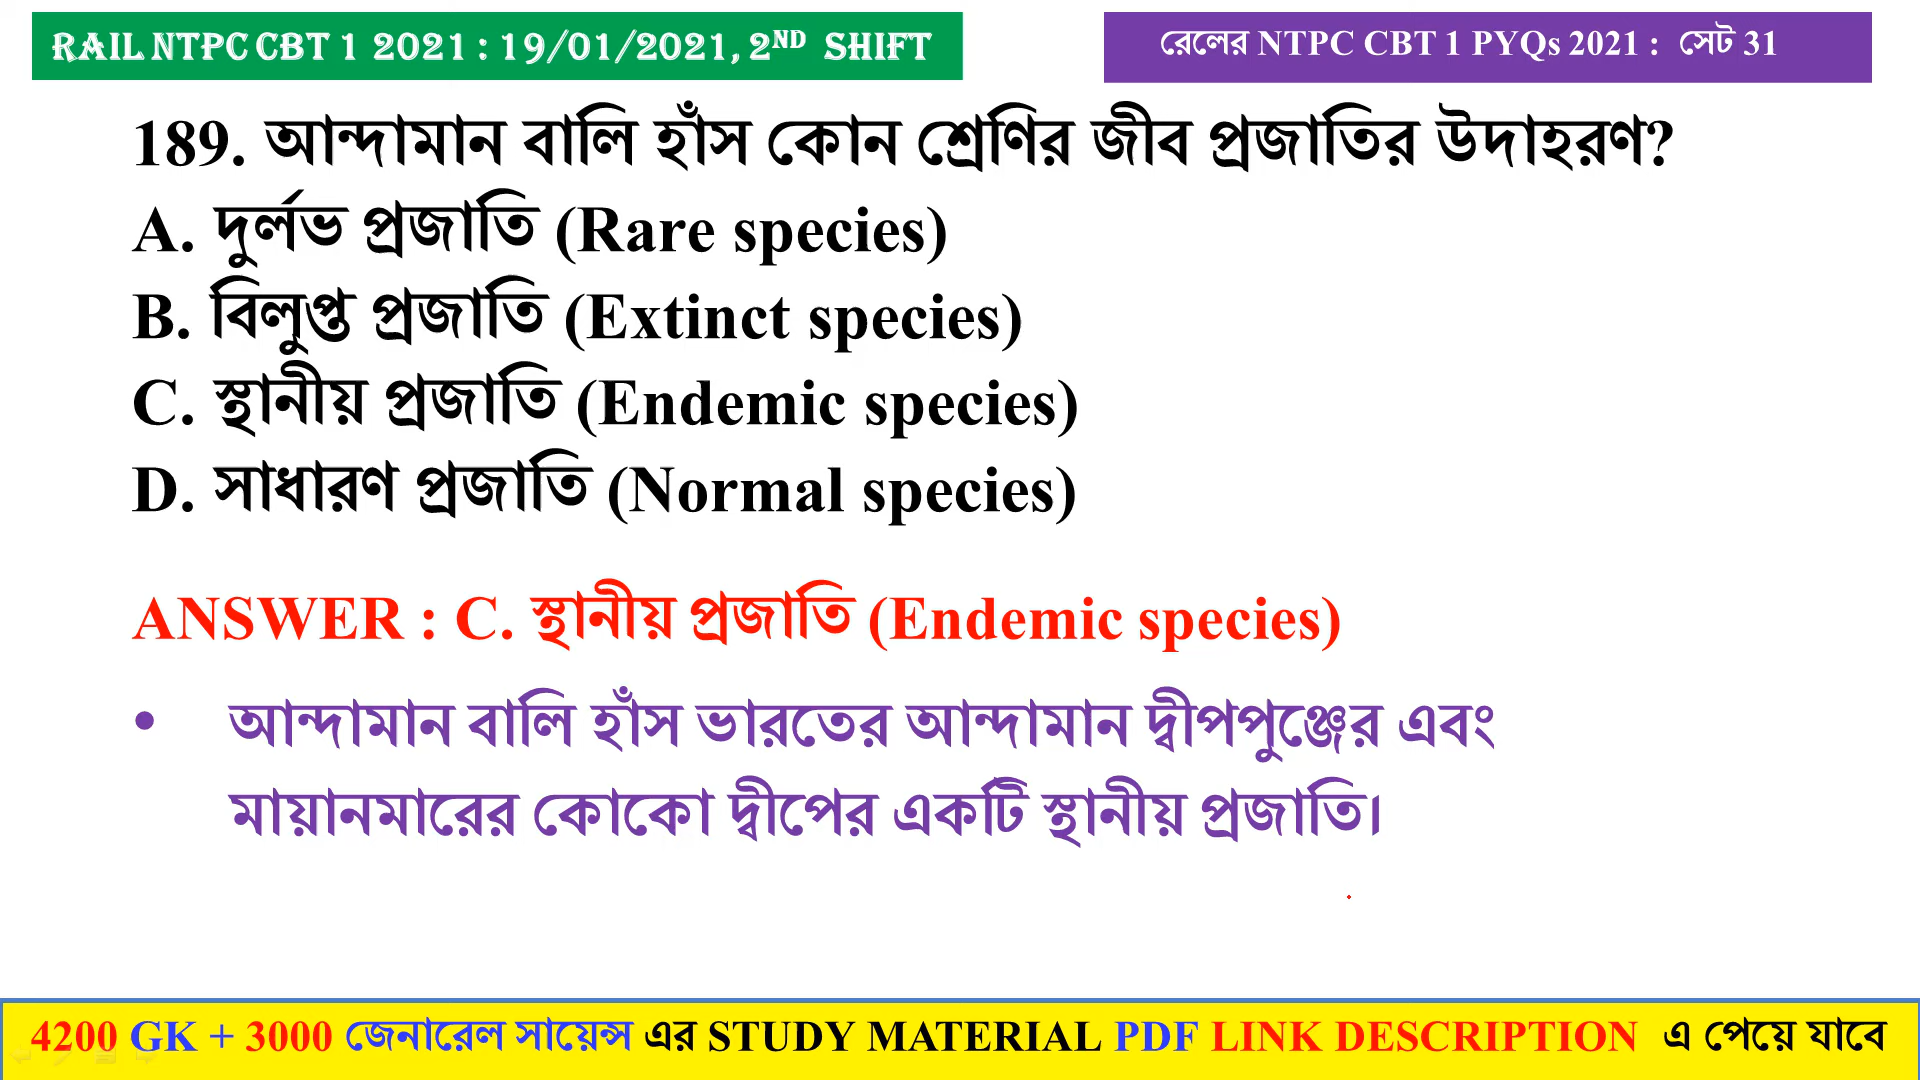 RAIL NTPC CBT 1 2021 : 19/01/2021, 2ND SHIFT
রেলের NTPC CBT 1 PYQs 2021 : সেট 31
189. আন্দামান বালি হাঁস কোন শ্রেণির জীব প্রজাতির উদাহরণ?
A. দুর্লভ প্রজাতি (Rare species)
B. বিলুপ্ত প্রজাতি (Extinct species)
C. স্থানীয় প্রজাতি (Endemic species)
D. সাধারণ প্রজাতি (Normal species)
ANSWER : C. স্থানীয় প্রজাতি (Endemic species)
• আন্দামান বালি হাঁস ভারতের আন্দামান দ্বীপপুঞ্জের এবং
মায়ানমারের কোকো দ্বীপের একটি স্থানীয় প্রজাতি।
4200 GK + 3000 জেনারেল সায়েন্স এর STUDY MATERIAL PDF LINK DESCRIPTION এ পেয়ে যাবে